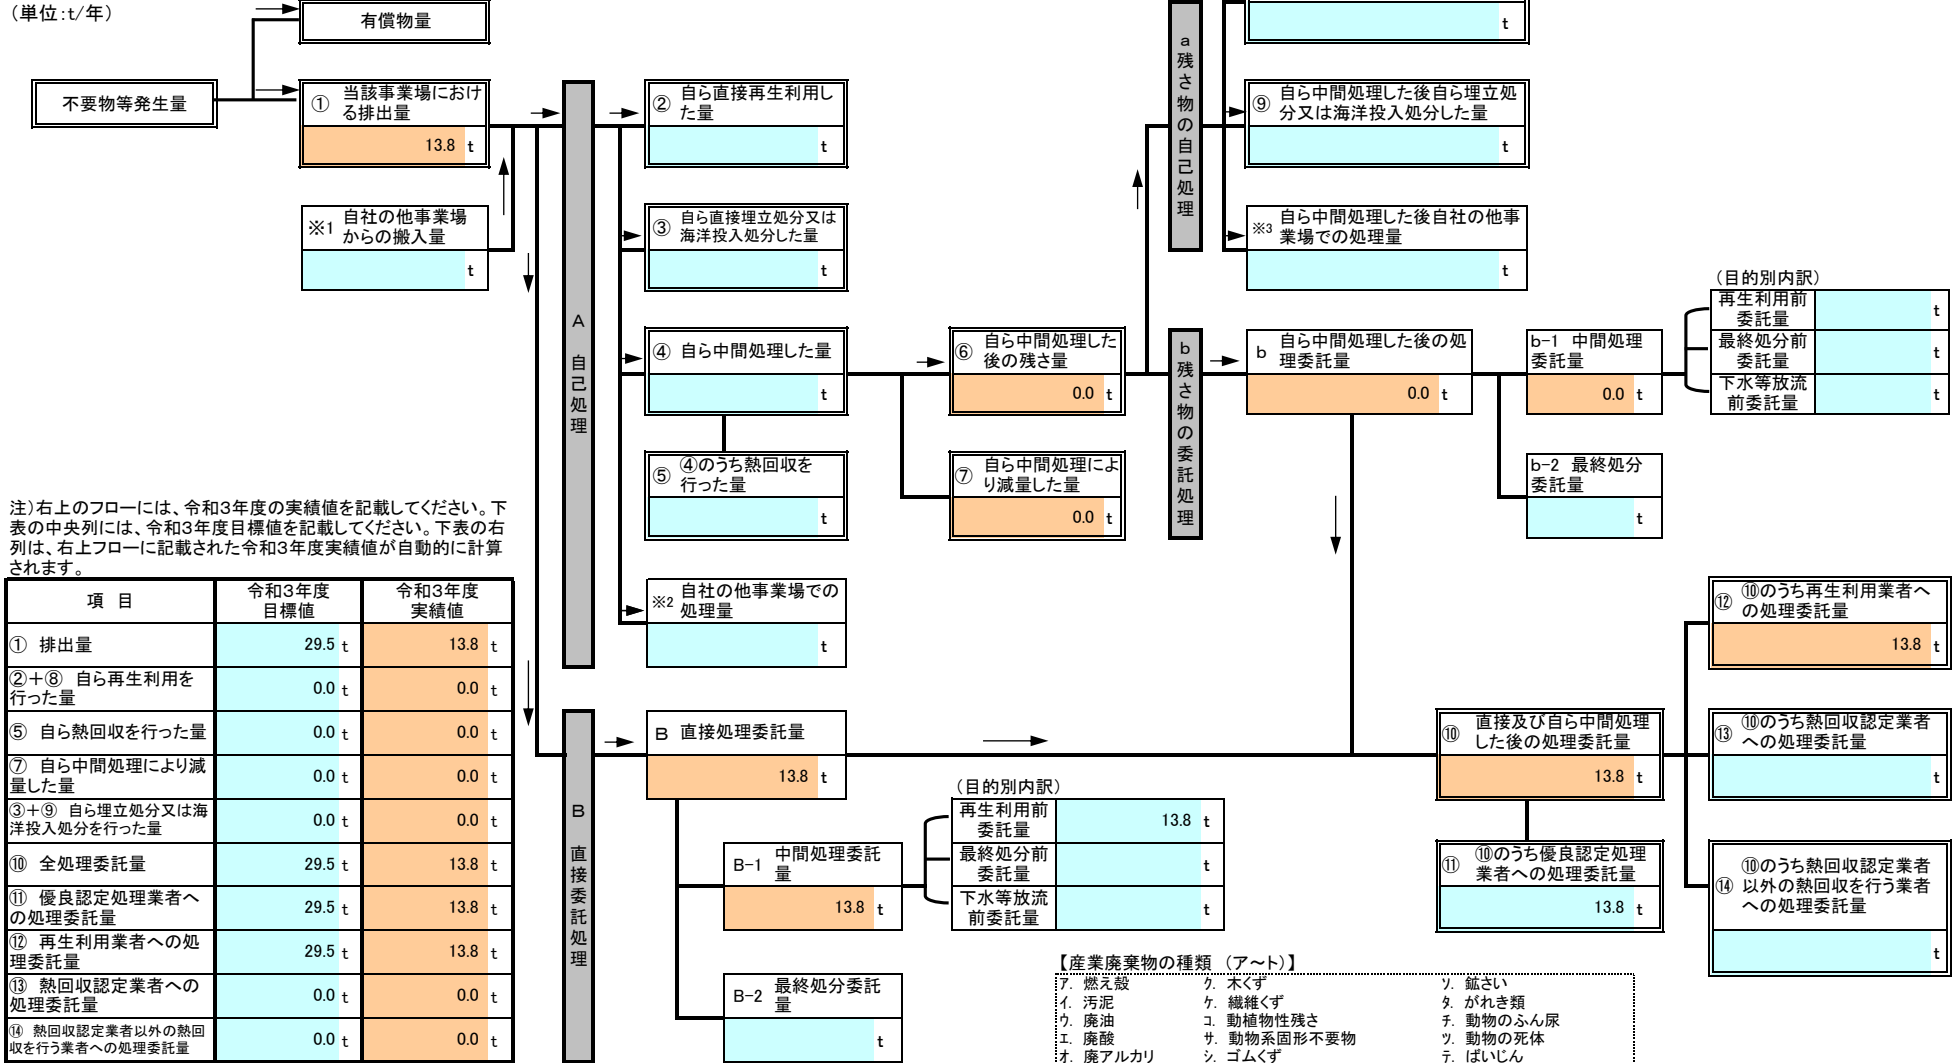 （単位：t/年）
有償物量
不要物等発生量
① 当該事業場におけ
る排出量
13.8 t
※1 自社の他事業場
からの搬入量
t
A 自己処理
② 自ら直接再生利用し
た量
t
③ 自ら直接埋立処分又は
海洋投入処分した量
t
④ 自ら中間処理した量
t
⑤ ④のうち熱回収を
行った量
t
※2 自社の他事業場での
処理量
t
⑥ 自ら中間処理した
後の残さ量
0.0 t
⑦ 自ら中間処理によ
り減量した量
0.0 t
a 残さ物の自己処理
t
⑨ 自ら中間処理した後自ら埋立処
分又は海洋投入処分した量
t
※3 自ら中間処理した後自社の他事
業場での処理量
t
b 残さ物の委託処理
b 自ら中間処理した後の処
理委託量
0.0 t
b-1 中間処理
委託量
0.0 t
b-2 最終処分
委託量
t
（目的別内訳）
再生利用前
委託量
t
最終処分前
委託量
t
下水等放流
前委託量
t
注）右上のフローには、令和3年度の実績値を記載してください。下
表の中央列には、令和3年度目標値を記載してください。下表の右
列は、右上フローに記載された令和3年度実績値が自動的に計算
されます。
項 目 令和3年度 目標値 令和3年度 実績値
① 排出量 29.5 t 13.8 t
②＋⑧ 自ら再生利用を
行った量 0.0 t 0.0 t
⑤ 自ら熱回収を行った量 0.0 t 0.0 t
⑦ 自ら中間処理により減
量した量 0.0 t 0.0 t
③＋⑨ 自ら埋立処分又は海
洋投入処分を行った量 0.0 t 0.0 t
⑩ 全処理委託量 29.5 t 13.8 t
⑪ 優良認定処理業者へ
の処理委託量 29.5 t 13.8 t
⑫ 再生利用業者への処
理委託量 29.5 t 13.8 t
⑬ 熱回収認定業者への
処理委託量 0.0 t 0.0 t
⑭ 熱回収認定業者以外の熱回
収を行う業者への処理委託量 0.0 t 0.0 t
B 直接委託処理
B 直接処理委託量
13.8 t
B-1 中間処理委託
量
13.8 t
B-2 最終処分委託
量
t
（目的別内訳）
再生利用前
委託量
13.8 t
最終処分前
委託量
t
下水等放流
前委託量
t
⑩ 直接及び自ら中間処理
した後の処理委託量
13.8 t
⑪ ⑩のうち優良認定処理
業者への処理委託量
13.8 t
⑫ ⑩のうち再生利用業者へ
の処理委託量
13.8 t
⑬ ⑩のうち熱回収認定業者
への処理委託量
t
⑭ ⑩のうち熱回収認定業者
以外の熱回収を行う業者
への処理委託量
t
【産業廃棄物の種類 （ア～ト）】
ア. 燃え殻 ク. 木くず ソ. 鉱さい
イ. 汚泥 ケ. 繊維くず タ. がれき類
ウ. 廃油 コ. 動植物性残さ チ. 動物のふん尿
エ. 廃酸 サ. 動物系固形不要物 ツ. 動物の死体
オ. 廃アルカリ シ. ゴムくず テ. ばいじん